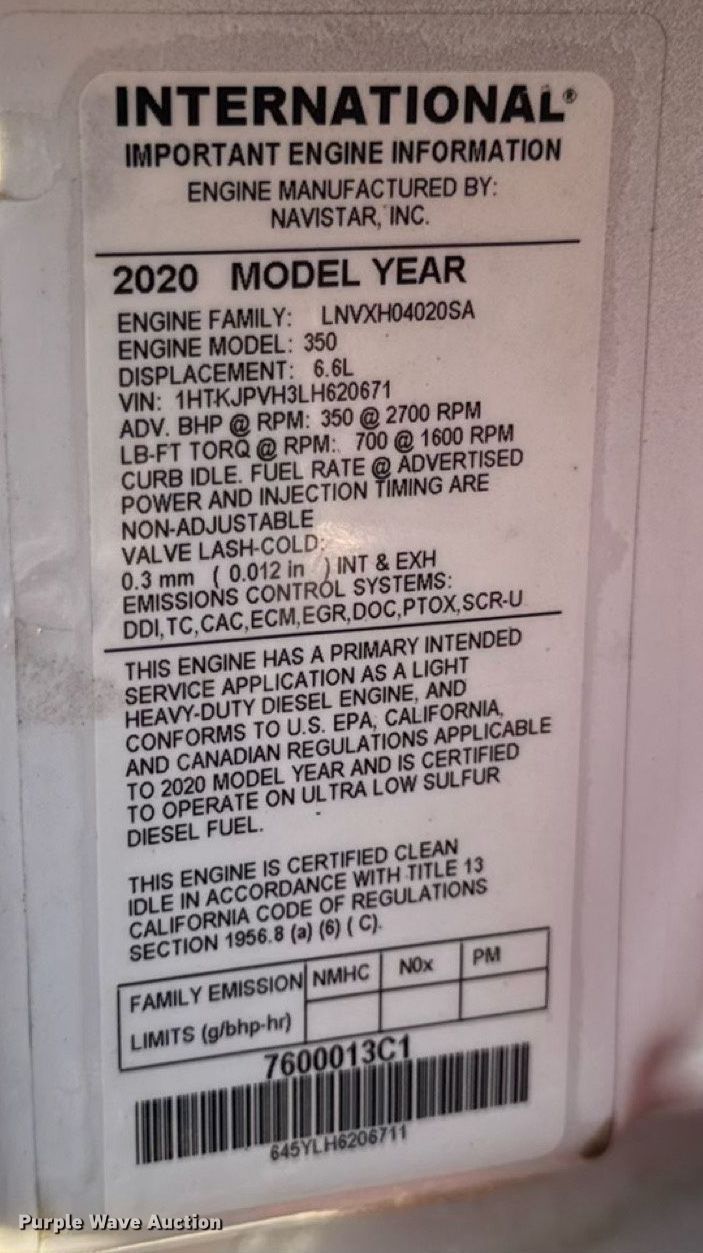 INTERNATIONAL®
IMPORTANT ENGINE INFORMATION
ENGINE MANUFACTURED BY:
NAVISTAR, INC.
2020 MODEL YEAR
ENGINE FAMILY: LNVXH04020SA
ENGINE MODEL: 350
DISPLACEMENT: 6.6L
VIN: 1HTKJPVH3LH620671
ADV. BHP @ RPM: 350 @ 2700 RPM
LB-FT TORQ @ RPM: 700 @ 1600 RPM
CURB IDLE. FUEL RATE @ ADVERTISED
POWER AND INJECTION TIMING ARE
NON-ADJUSTABLE
VALVE LASH-COLD:
0.3 mm ( 0.012 in ) INT & EXH
EMISSIONS CONTROL SYSTEMS:
DDI,TC,CAC,ECM,EGR,DOC,PTOX,SCR-U
THIS ENGINE HAS A PRIMARY INTENDED
SERVICE APPLICATION AS A LIGHT
HEAVY-DUTY DIESEL ENGINE, AND
CONFORMS TO U.S. EPA, CALIFORNIA,
AND CANADIAN REGULATIONS APPLICABLE
TO 2020 MODEL YEAR AND IS CERTIFIED
TO OPERATE ON ULTRA LOW SULFUR
DIESEL FUEL.
THIS ENGINE IS CERTIFIED CLEAN
IDLE IN ACCORDANCE WITH TITLE 13
CALIFORNIA CODE OF REGULATIONS
SECTION 1956.8 (a) (6) ( C).
FAMILY EMISSION NMHC N0x PM
LIMITS (g/bhp-hr)
7600013C1
645YLH6206711
Purple Wave Auction